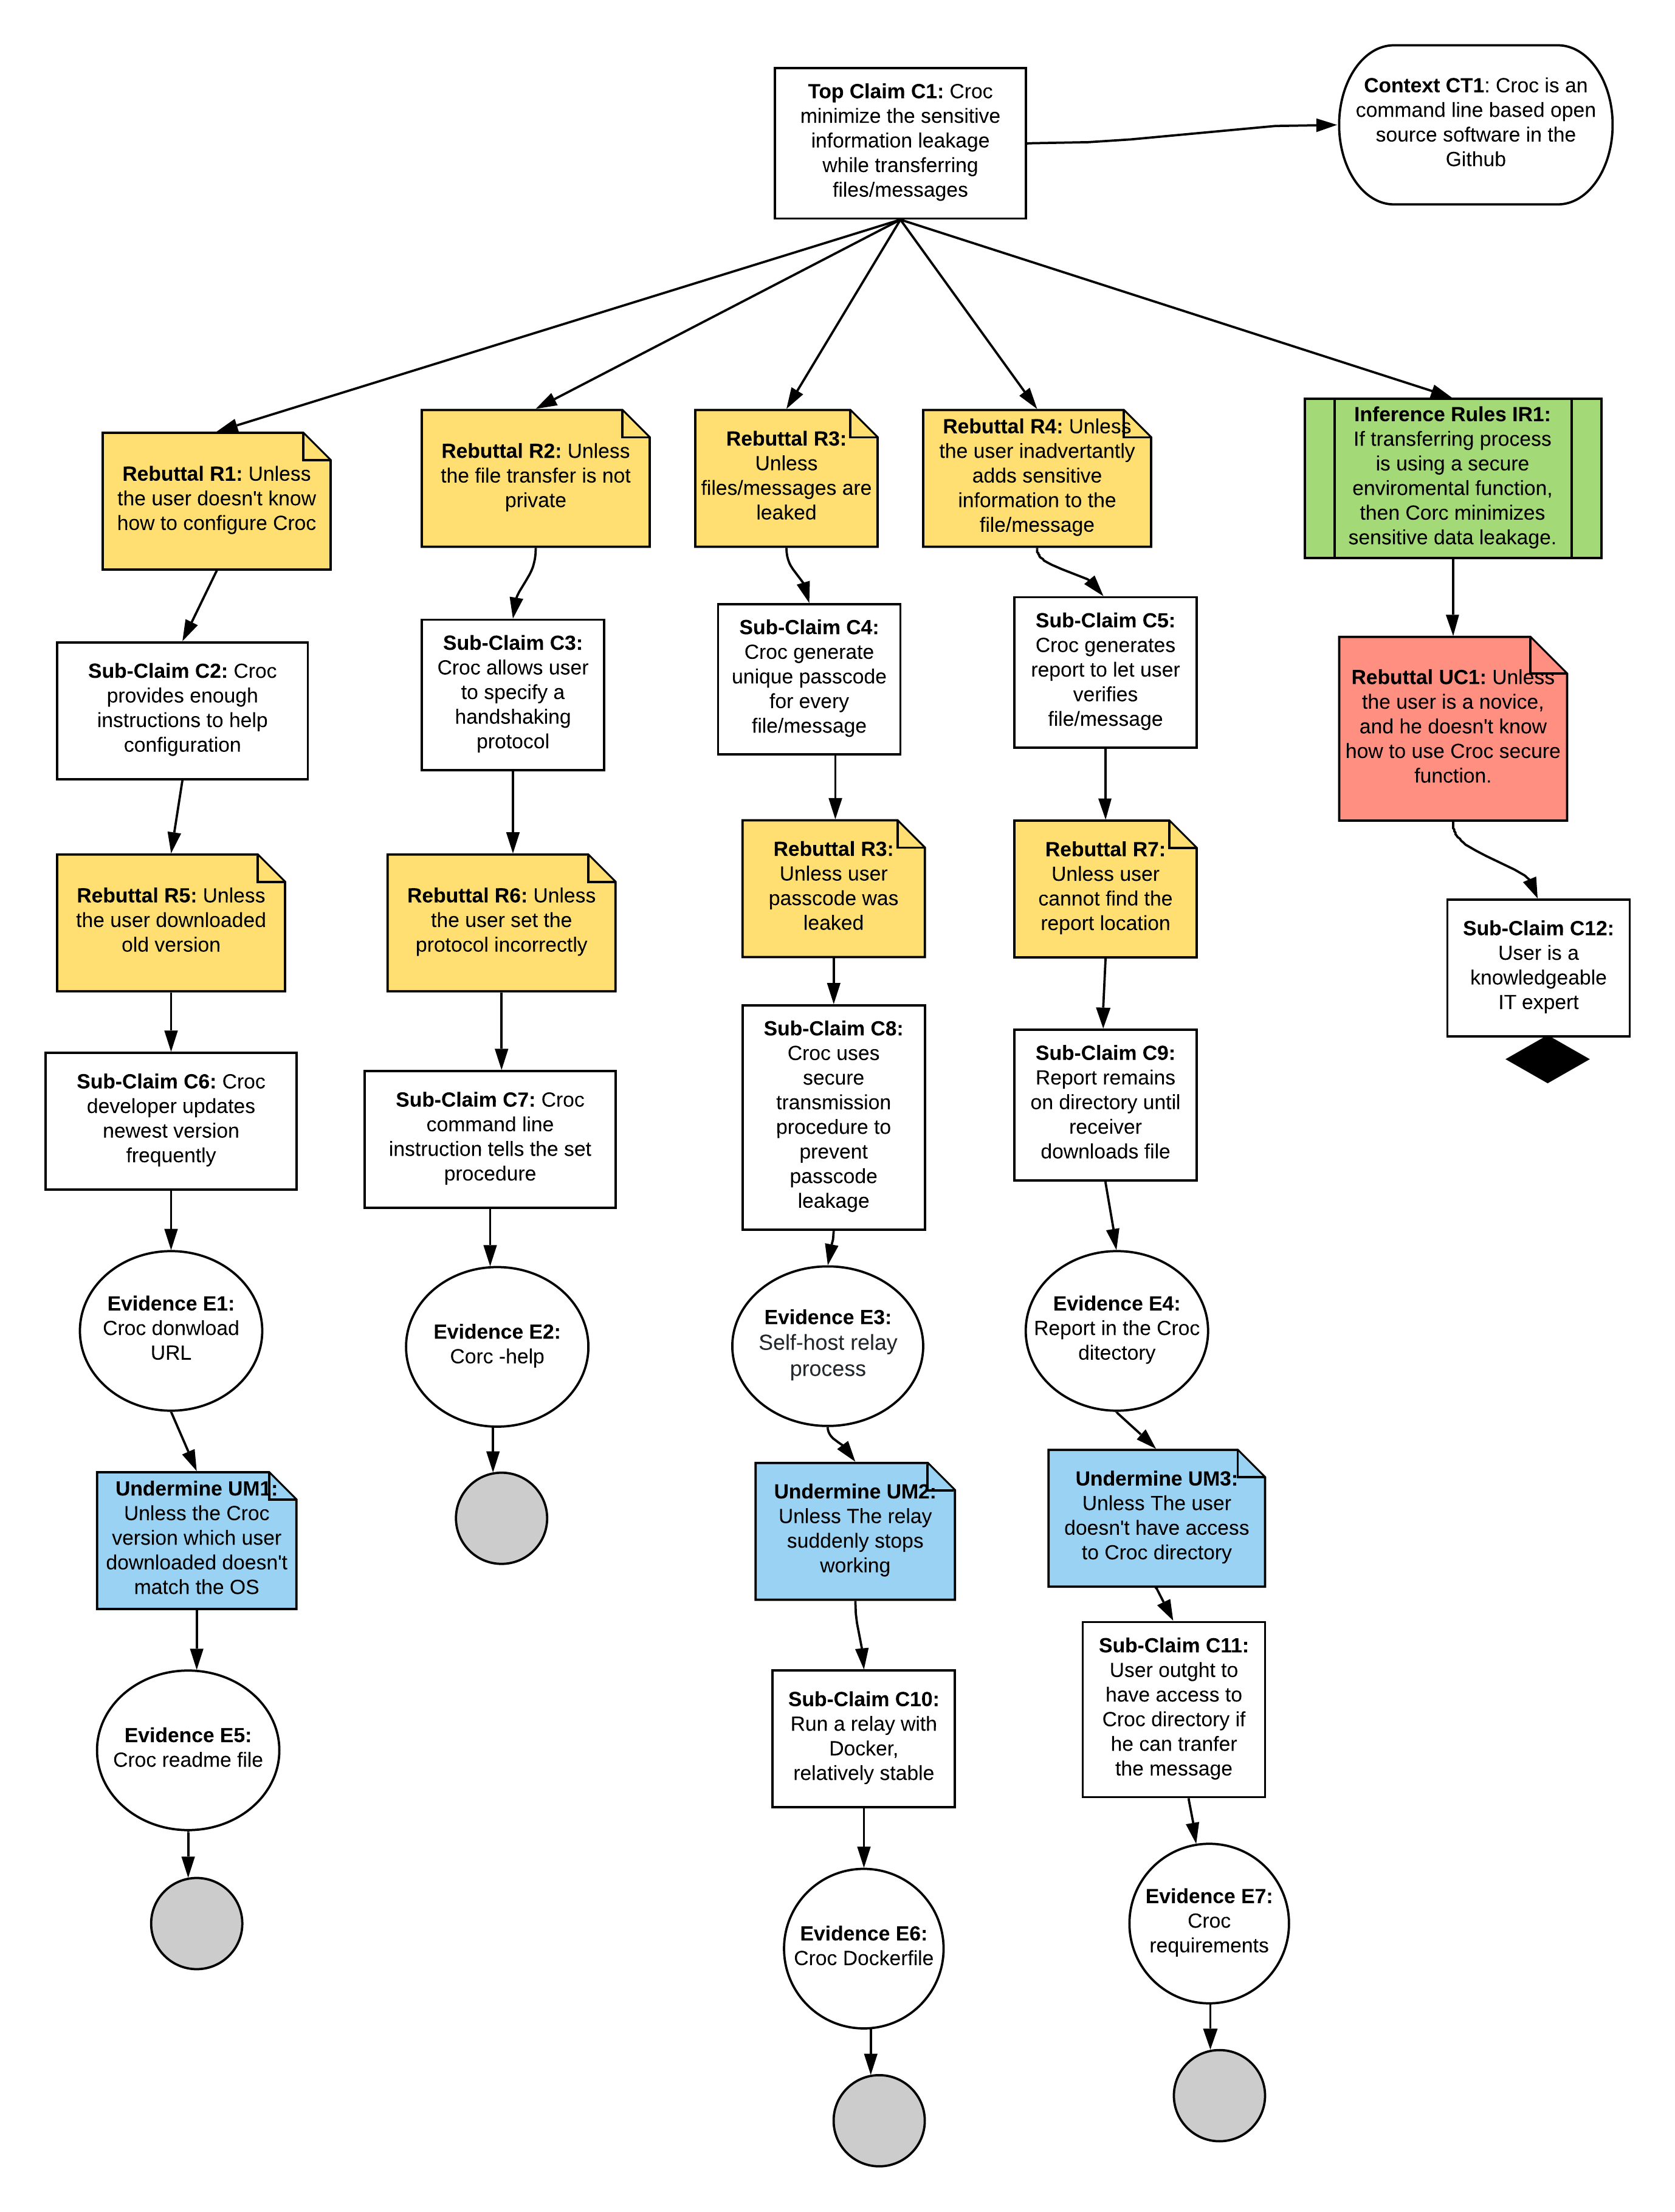 Top Claim C1: Croc
minimize the sensitive
information leakage
while transferring
files/messages
Context CT1: Croc is an
command line based open
source software in the
Github
Rebuttal R1: Unless
the user doesn't know
how to configure Croc
Rebuttal R2: Unless
the file transfer is not
private
Rebuttal R3:
Unless
files/messages are
leaked
Rebuttal R4: Unless
the user inadvertantly
adds sensitive
information to the
file/message
Inference Rules IR1:
If transferring process
is using a secure
enviromental function,
then Corc minimizes
sensitive data leakage.
Sub-Claim C2: Croc
provides enough
instructions to help
configuration
Sub-Claim C3:
Croc allows user
to specify a
handshaking
protocol
Sub-Claim C4:
Croc generate
unique passcode
for every
file/message
Sub-Claim C5:
Croc generates
report to let user
verifies
file/message
Rebuttal UC1: Unless
the user is a novice,
and he doesn't know
how to use Croc secure
function.
Rebuttal R5: Unless
the user downloaded
old version
Rebuttal R6: Unless
the user set the
protocol incorrectly
Rebuttal R3:
Unless user
passcode was
leaked
Rebuttal R7:
Unless user
cannot find the
report location
Sub-Claim C12:
User is a
knowledgeable
IT expert
Sub-Claim C6: Croc
developer updates
newest version
frequently
Sub-Claim C7: Croc
command line
instruction tells the set
procedure
Sub-Claim C8:
Croc uses
secure
transmission
procedure to
prevent
passcode
leakage
Sub-Claim C9:
Report remains
on directory until
receiver
downloads file
Evidence E1:
Croc donwload
URL
Evidence E2:
Corc -help
Evidence E3:
Self-host relay
process
Evidence E4:
Report in the Croc
ditectory
Undermine UM1:
Unless the Croc
version which user
downloaded doesn't
match the OS
Undermine UM2:
Unless The relay
suddenly stops
working
Undermine UM3:
Unless The user
doesn't have access
to Croc directory
Evidence E5:
Croc readme file
Sub-Claim C10:
Run a relay with
Docker,
relatively stable
Sub-Claim C11:
User outght to
have access to
Croc directory if
he can tranfer
the message
Evidence E6:
Croc Dockerfile
Evidence E7:
Croc
requirements